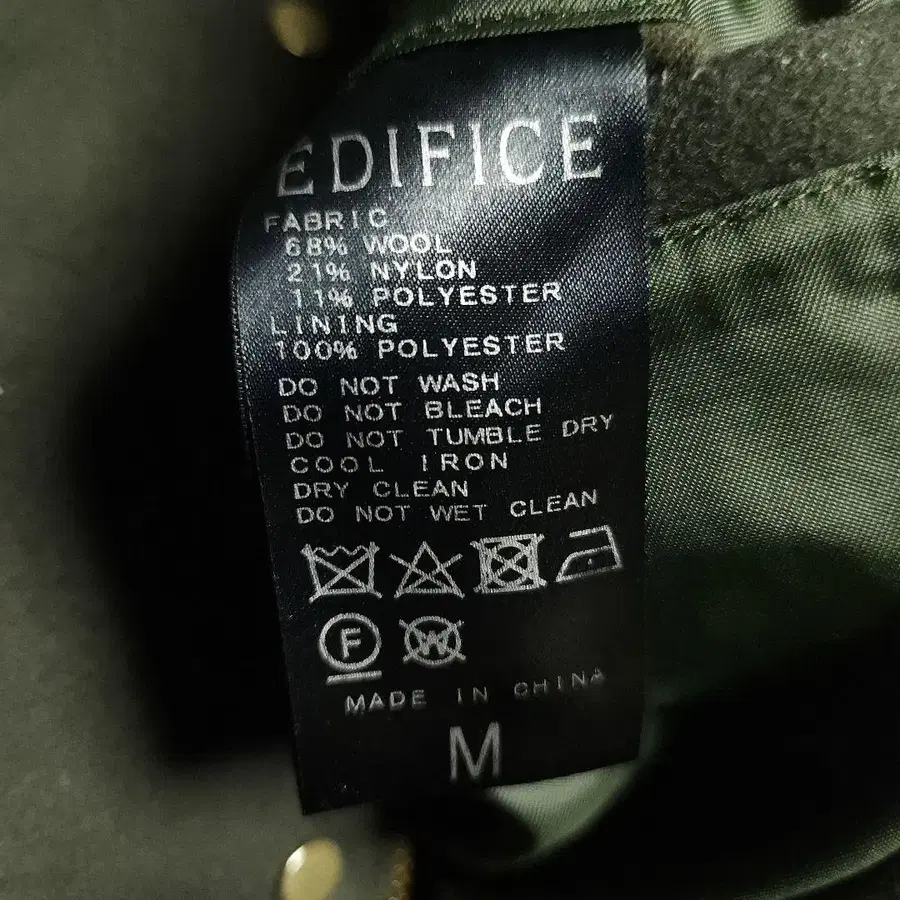 EDIFICE
FABRIC
68% WOOL
21% NYLON
11% POLYESTER
LINING
100% POLYESTER
DO NOT WASH
DO NOT BLEACH
DO NOT TUMBLE DRY
COOL IRON
DRY CLEAN
DO NOT WET CLEAN
F W
MADE IN CHINA
M